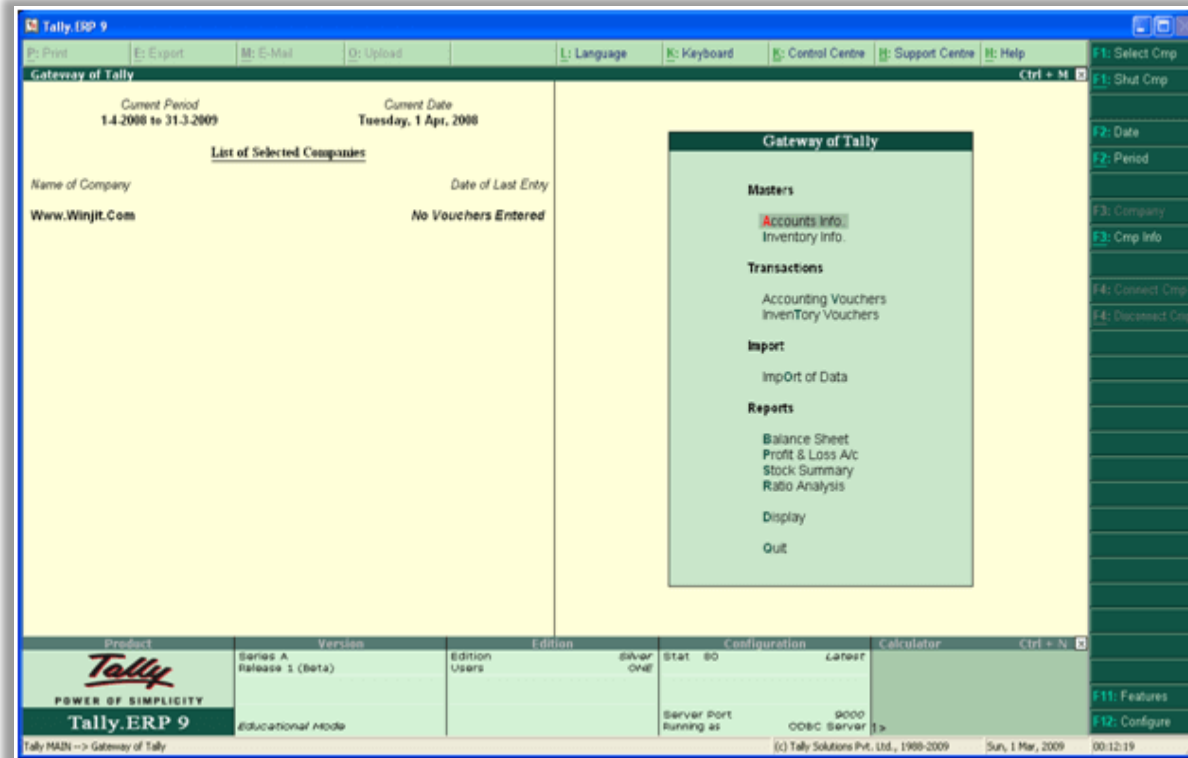 Tally.ERP 9
P: Print E: Export M: E-Mail O: Upload L: Language K: Keyboard K: Control Centre H: Support Centre H: Help
F1: Select Cmp
Gateway of Tally Ctrl + M
F1: Shut Cmp
Current Period Current Date
1-4-2008 to 31-3-2009 Tuesday, 1 Apr, 2008
List of Selected Companies
Name of Company Date of Last Entry
Www.Winjit.Com No Vouchers Entered
Gateway of Tally
Masters
Accounts Info.
Inventory Info.
Transactions
Accounting Vouchers
InvenTory Vouchers
Import
ImpOrt of Data
Reports
Balance Sheet
Profit & Loss A/c
Stock Summary
Ratio Analysis
Display
Quit
F2: Date
F2: Period
F3: Company
F3: Cmp Info
F4: Connect Cmp
F4: Disconnect Cmp
F11: Features
F12: Configure
Product Version Edition Configuration Calculator Ctrl + N
Tally
POWER OF SIMPLICITY
Tally.ERP 9
Series A
Release 1 (Beta)
Educational Mode
Edition Silver
Users ONE
Stat 80 Latest
Server Port 9000
Running as ODBC Server
1>
Tally MAIN --> Gateway of Tally (c) Tally Solutions Pvt. Ltd., 1988-2009 Sun, 1 Mar, 2009 00:12:19